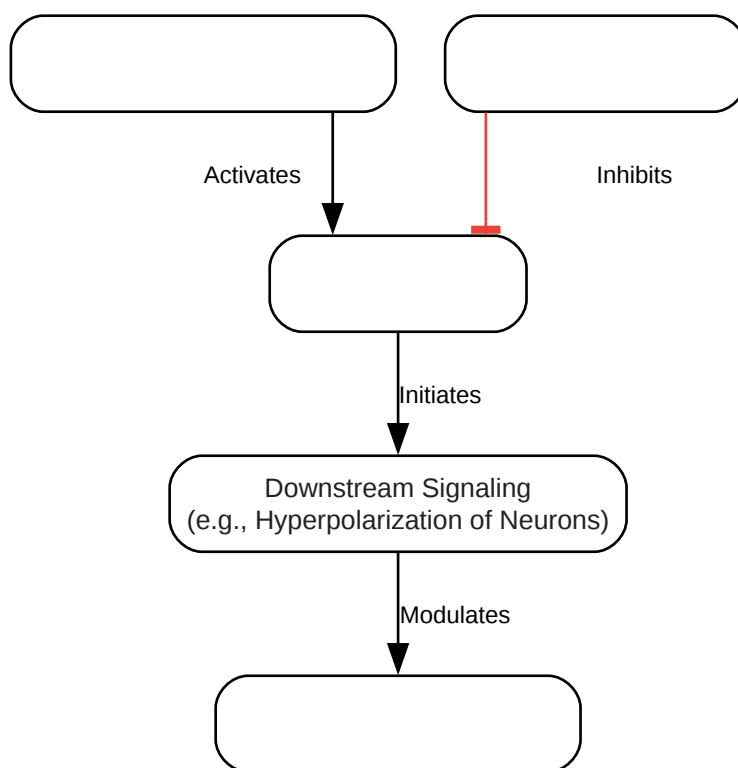 Activates
Inhibits
Initiates
Downstream Signaling
(e.g., Hyperpolarization of Neurons)
Modulates